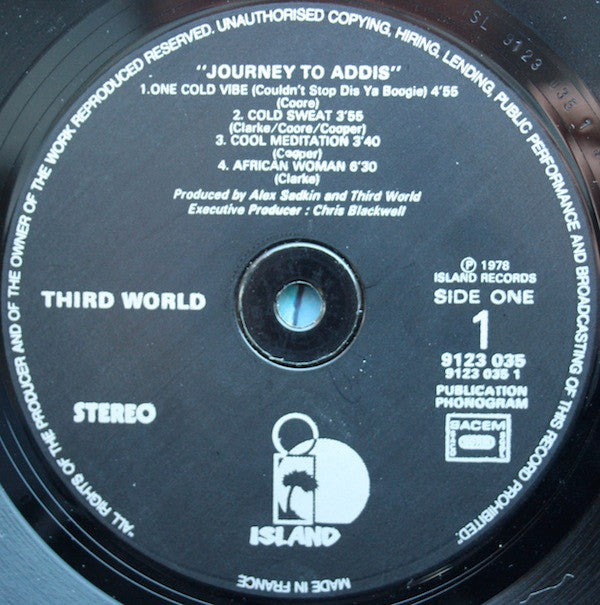 "ALL RIGHTS OF THE PRODUCER AND OF THE OWNER OF THE WORK REPRODUCED RESERVED. UNAUTHORISED COPYING, HIRING, LENDING, PUBLIC PERFORMANCE AND BROADCASTING OF THIS RECORD PROHIBITED."
"JOURNEY TO ADDIS"
1.ONE COLD VIBE (Couldn't Stop Dis Ya Boogie) 4'55
(Coore)
2. COLD SWEAT 3'55
(Clarke/Coore/Cooper)
3. COOL MEDITATION 3'40
(Cooper)
4. AFRICAN WOMAN 6'30
(Clarke)
Produced by Alex Sadkin and Third World
Executive Producer : Chris Blackwell
THIRD WORLD
STEREO
Ⓟ 1978
ISLAND RECORDS
SIDE ONE
1
9123 035
9123 035 1
PUBLICATION
PHONOGRAM
SACEM
ISLAND
MADE IN FRANCE